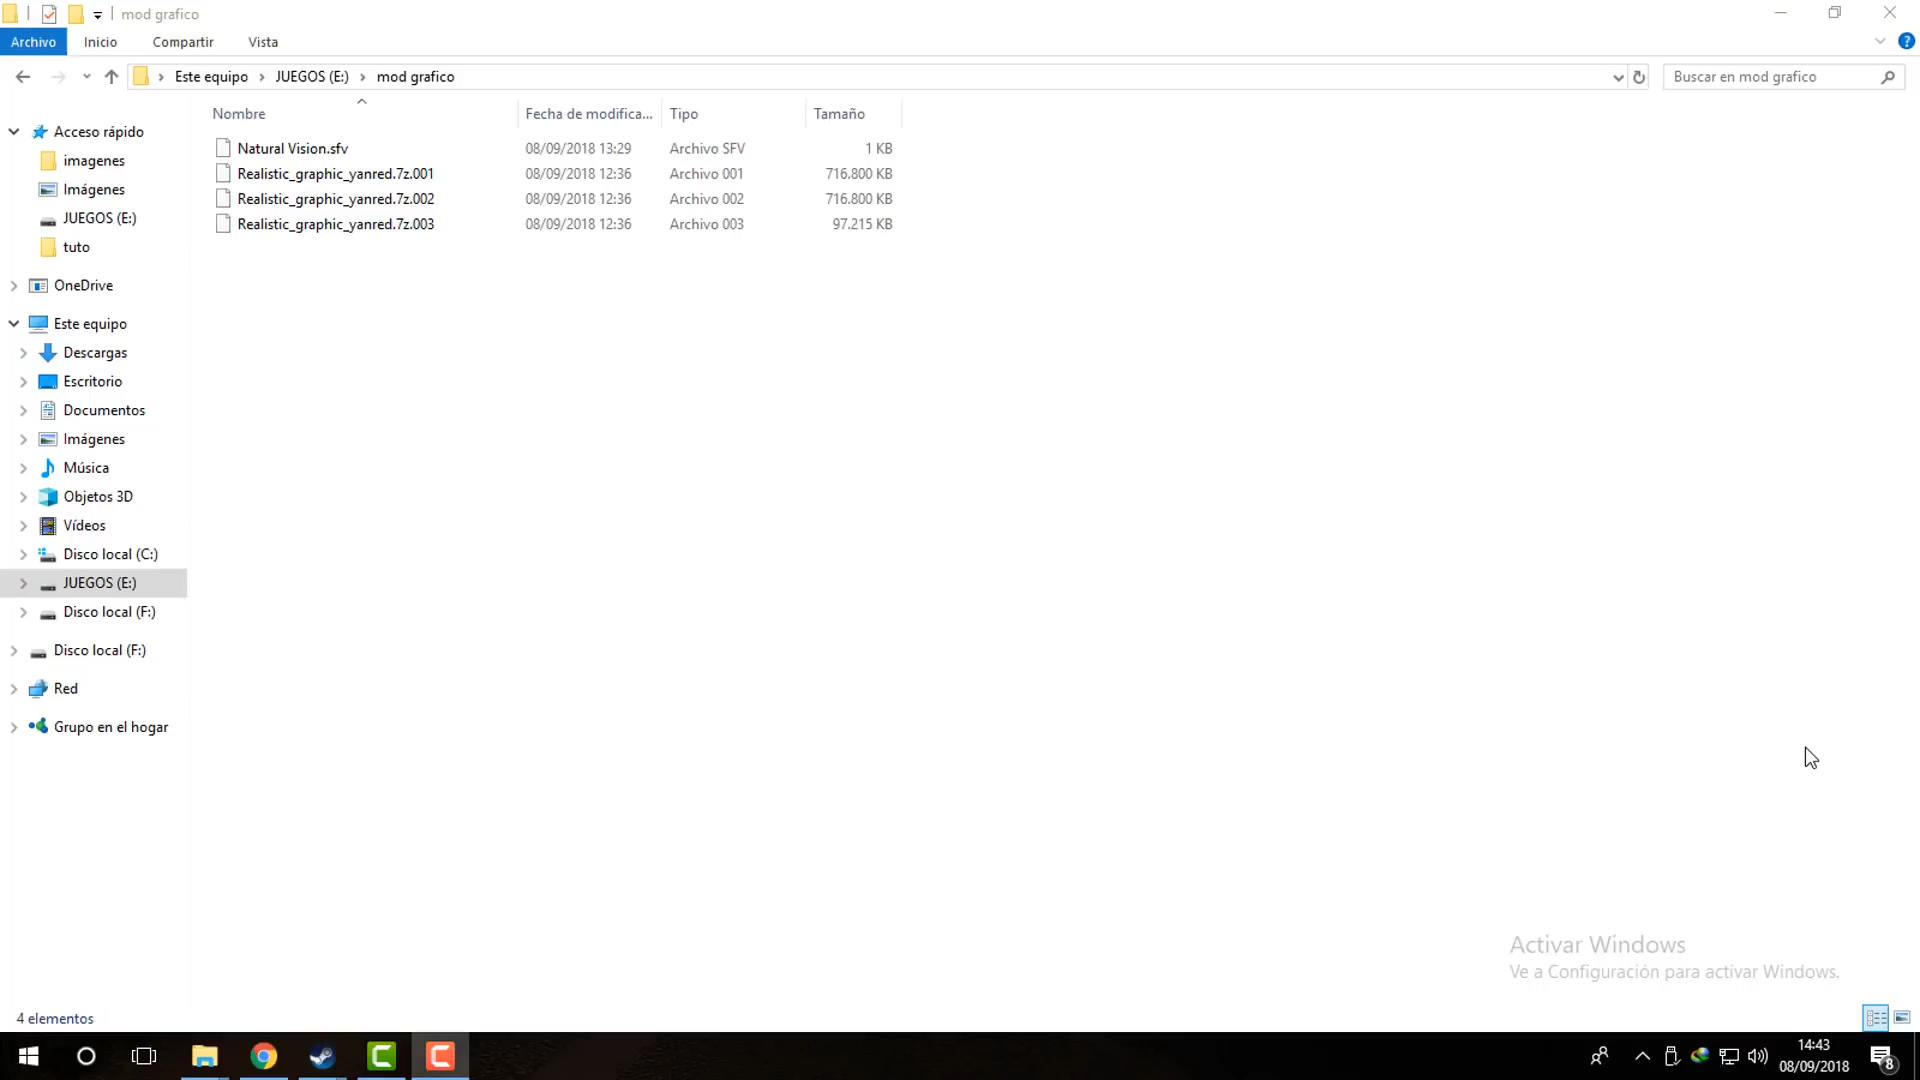 mod grafico
Archivo Inicio Compartir Vista
Este equipo JUEGOS (E:) mod grafico
Buscar en mod grafico
Nombre Fecha de modifica... Tipo Tamaño
Natural Vision.sfv 08/09/2018 13:29 Archivo SFV 1 KB
Realistic_graphic_yanred.7z.001 08/09/2018 12:36 Archivo 001 716.800 KB
Realistic_graphic_yanred.7z.002 08/09/2018 12:36 Archivo 002 716.800 KB
Realistic_graphic_yanred.7z.003 08/09/2018 12:36 Archivo 003 97.215 KB
Acceso rápido
imagenes
Imágenes
JUEGOS (E:)
tuto
OneDrive
Este equipo
Descargas
Escritorio
Documentos
Imágenes
Música
Objetos 3D
Vídeos
Disco local (C:)
JUEGOS (E:)
Disco local (F:)
Disco local (F:)
Red
Grupo en el hogar
Activar Windows
Ve a Configuración para activar Windows.
4 elementos
14:43
08/09/2018
8